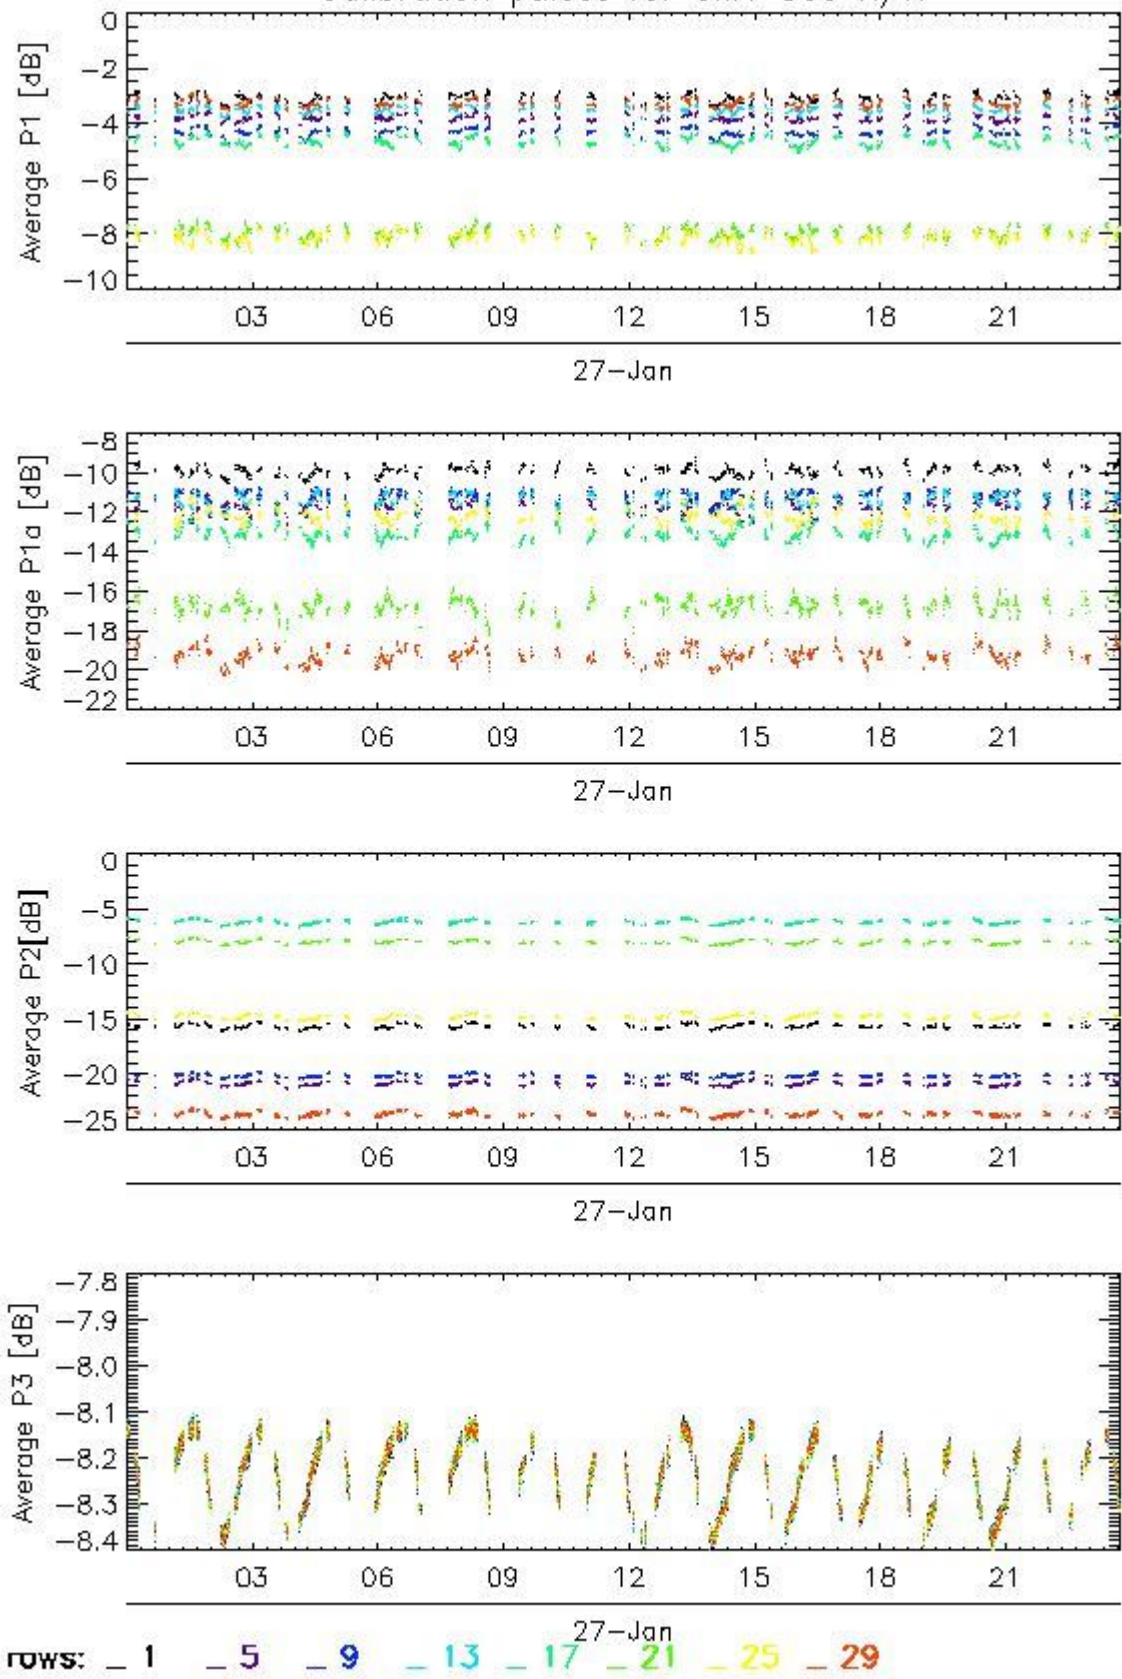 Average P1 [dB]
0
−2
−4
−6
−8
−10
03 06 09 12 15 18 21
27-Jan
Average P1a [dB]
−8
−10
−12
−14
−16
−18
−20
−22
03 06 09 12 15 18 21
27-Jan
Average P2[dB]
0
−5
−10
−15
−20
−25
03 06 09 12 15 18 21
27-Jan
Average P3 [dB]
−7.8
−7.9
−8.0
−8.1
−8.2
−8.3
−8.4
03 06 09 12 15 18 21
27-Jan
rows: _ 1 _ 5 _ 9 _ 13 _ 17 _ 21 _ 25 _ 29